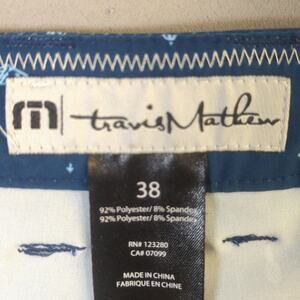 travisMathew
38
92% Polyester/ 8% Spandex
92% Polyester/ 8% Spandex
RN# 123280
CA# 07099
MADE IN CHINA
FABRIQUE EN CHINE